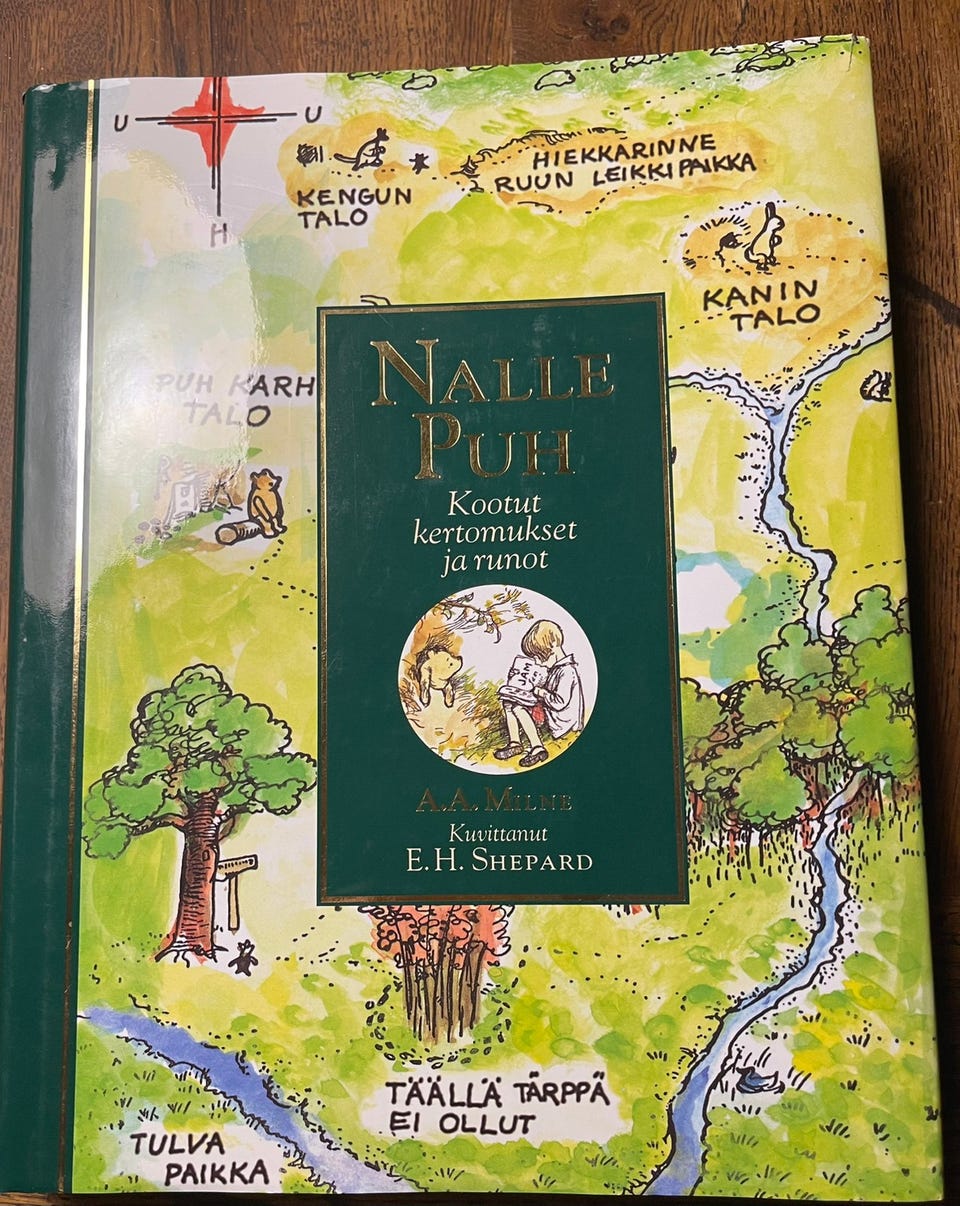 U U
H
KENGUN
TALO
HIEKKARINNE
RUUN LEIKKIPAIKKA
KANIN
TALO
PUH KARH
TALO
NALLE
PUH
Kootut
kertomukset
ja runot
JAM
A.A. MILNE
Kuvittanut
E.H. SHEPARD
TÄÄLLÄ TÄRPPÄ
EI OLLUT
TULVA
PAIKKA